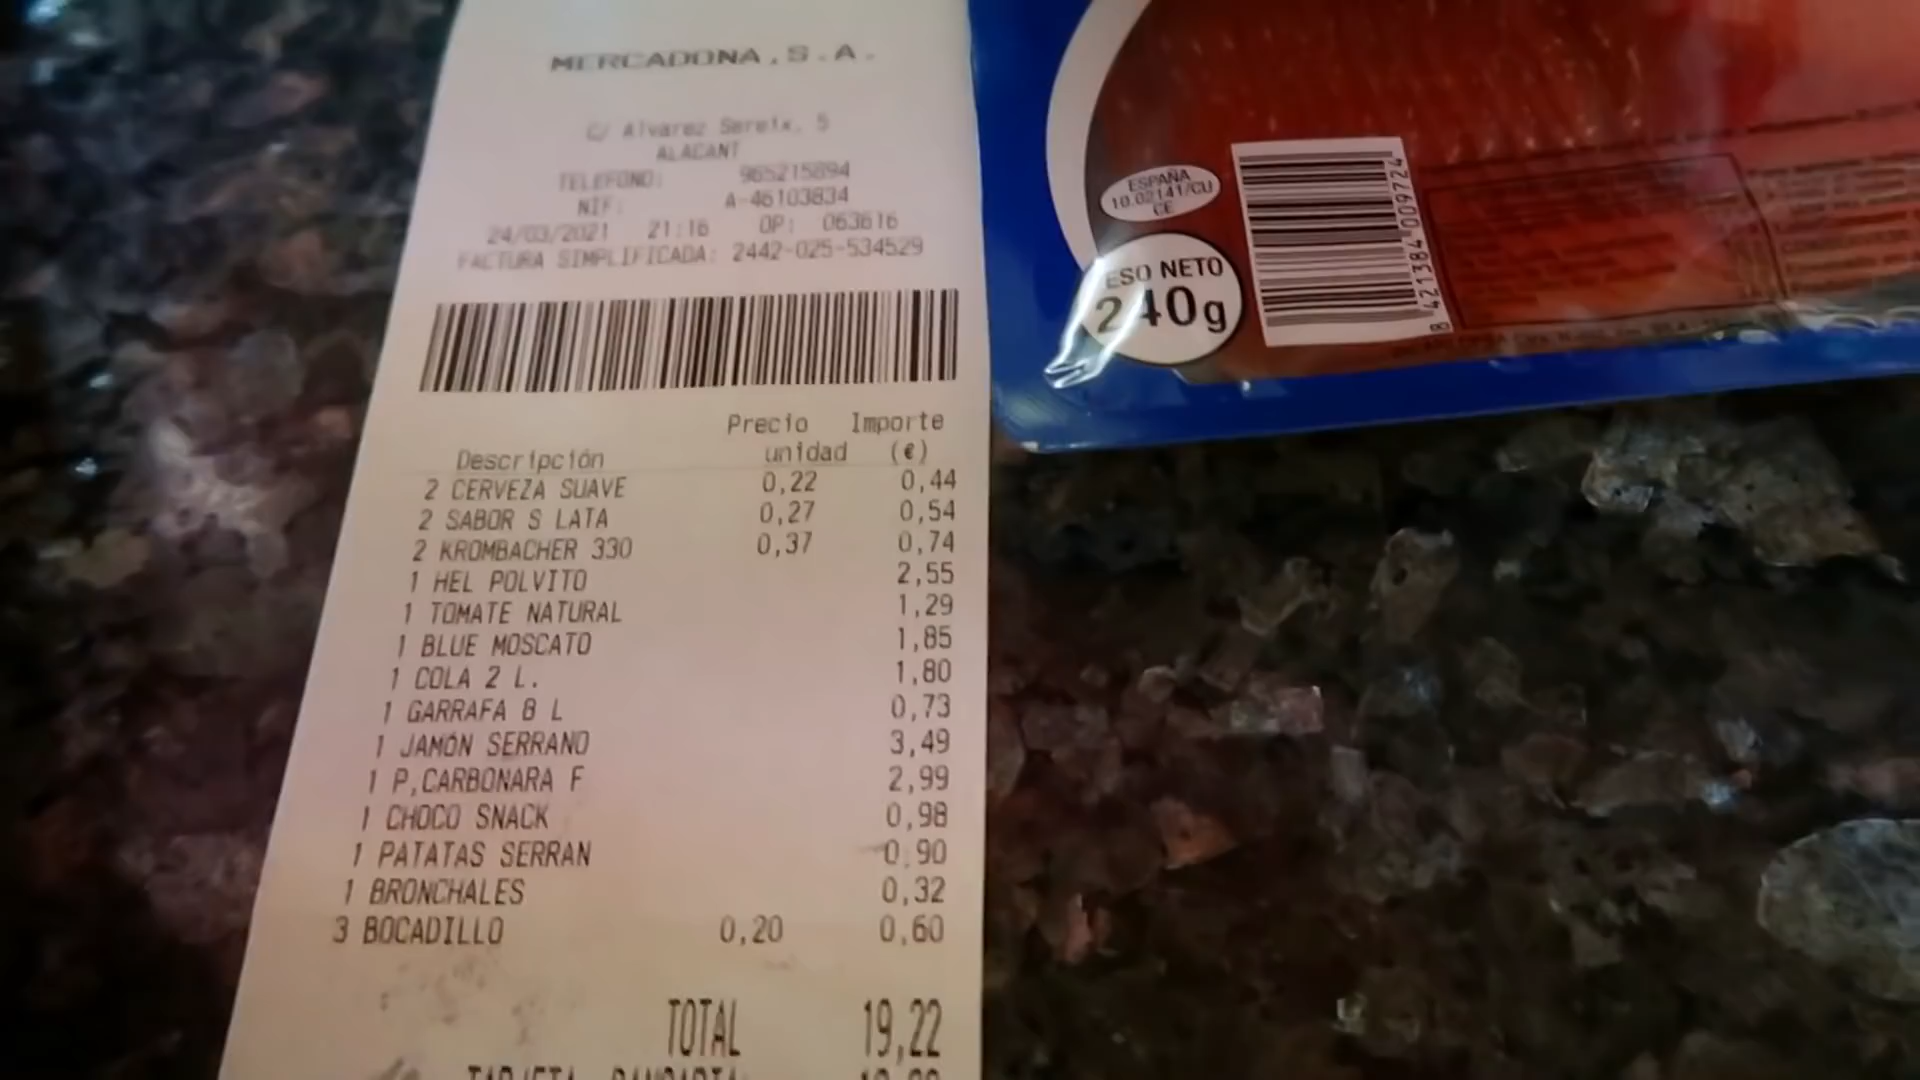 MERCADONA, S.A.
C/ Alvarez Sereix, 5
ALACANT
TELEFONO: 965215894
NIF: A-46103834
24/03/2021 21:16 OP: 063616
FACTURA SIMPLIFICADA: 2442-025-534529
Precio Importe
Descripción unidad (€)
2 CERVEZA SUAVE 0,22 0,44
2 SABOR S LATA 0,27 0,54
2 KROMBACHER 330 0,37 0,74
1 HEL POLVITO 2,55
1 TOMATE NATURAL 1,29
1 BLUE MOSCATO 1,85
1 COLA 2 L. 1,80
1 GARRAFA 8 L 0,73
1 JAMÓN SERRANO 3,49
1 P,CARBONARA F 2,99
1 CHOCO SNACK 0,98
1 PATATAS SERRAN 0,90
1 BRONCHALES 0,32
3 BOCADILLO 0,20 0,60
TOTAL 19,22
ESPAÑA
10.02141/CU
CE
ESO NETO
240g
8 421384 009724